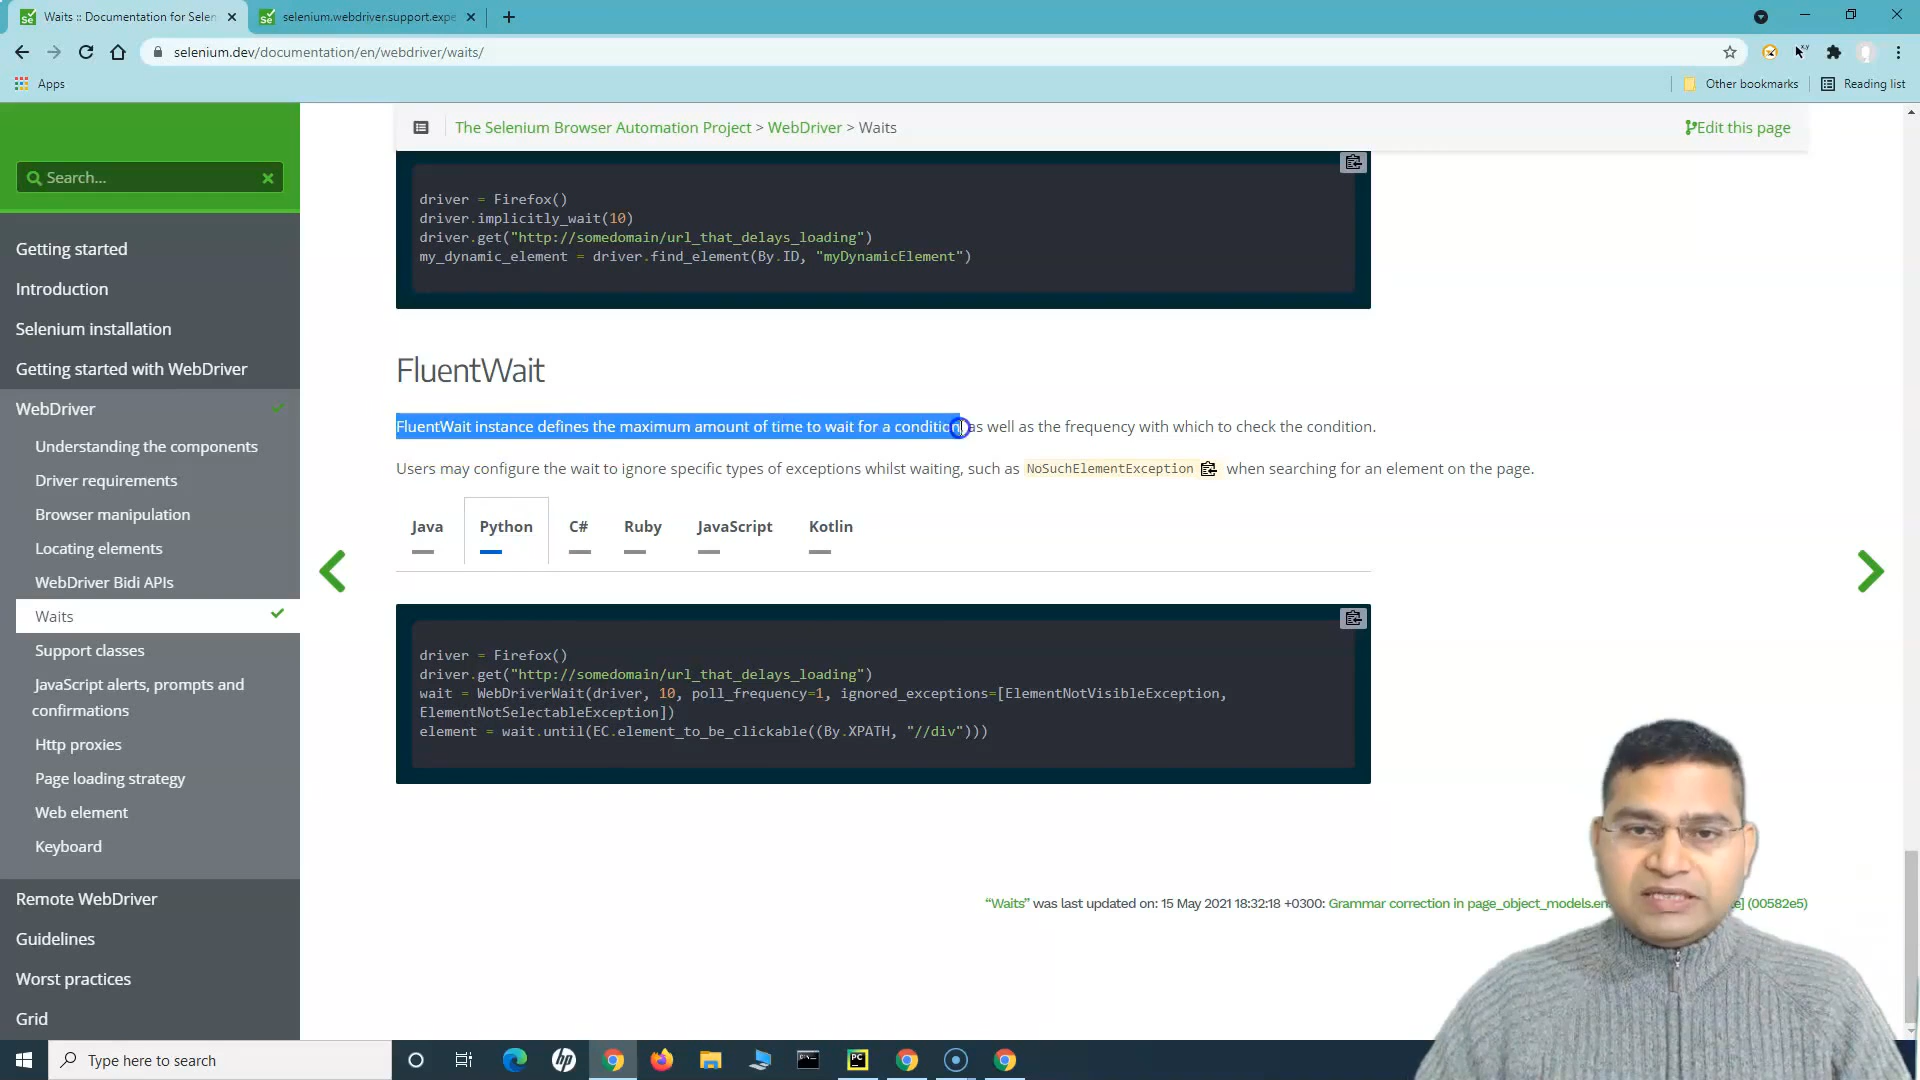 Waits :: Documentation for Selen
selenium.webdriver.support.expe
selenium.dev/documentation/en/webdriver/waits/
Apps
Other bookmarks
Reading list
Search...
Getting started
Introduction
Selenium installation
Getting started with WebDriver
WebDriver
Understanding the components
Driver requirements
Browser manipulation
Locating elements
WebDriver Bidi APIs
Waits
Support classes
JavaScript alerts, prompts and
confirmations
Http proxies
Page loading strategy
Web element
Keyboard
Remote WebDriver
Guidelines
Worst practices
Grid
The Selenium Browser Automation Project > WebDriver > Waits
Edit this page
driver = Firefox()
driver.implicitly_wait(10)
driver.get("http://somedomain/url_that_delays_loading")
my_dynamic_element = driver.find_element(By.ID, "myDynamicElement")
FluentWait
FluentWait instance defines the maximum amount of time to wait for a condition, as well as the frequency with which to check the condition.
Users may configure the wait to ignore specific types of exceptions whilst waiting, such as NoSuchElementException when searching for an element on the page.
Java Python C# Ruby JavaScript Kotlin
driver = Firefox()
driver.get("http://somedomain/url_that_delays_loading")
wait = WebDriverWait(driver, 10, poll_frequency=1, ignored_exceptions=[ElementNotVisibleException,
ElementNotSelectableException])
element = wait.until(EC.element_to_be_clickable((By.XPATH, "//div")))
“Waits” was last updated on: 15 May 2021 18:32:18 +0300: Grammar correction in page_object_models.en e] (00582e5)
Type here to search